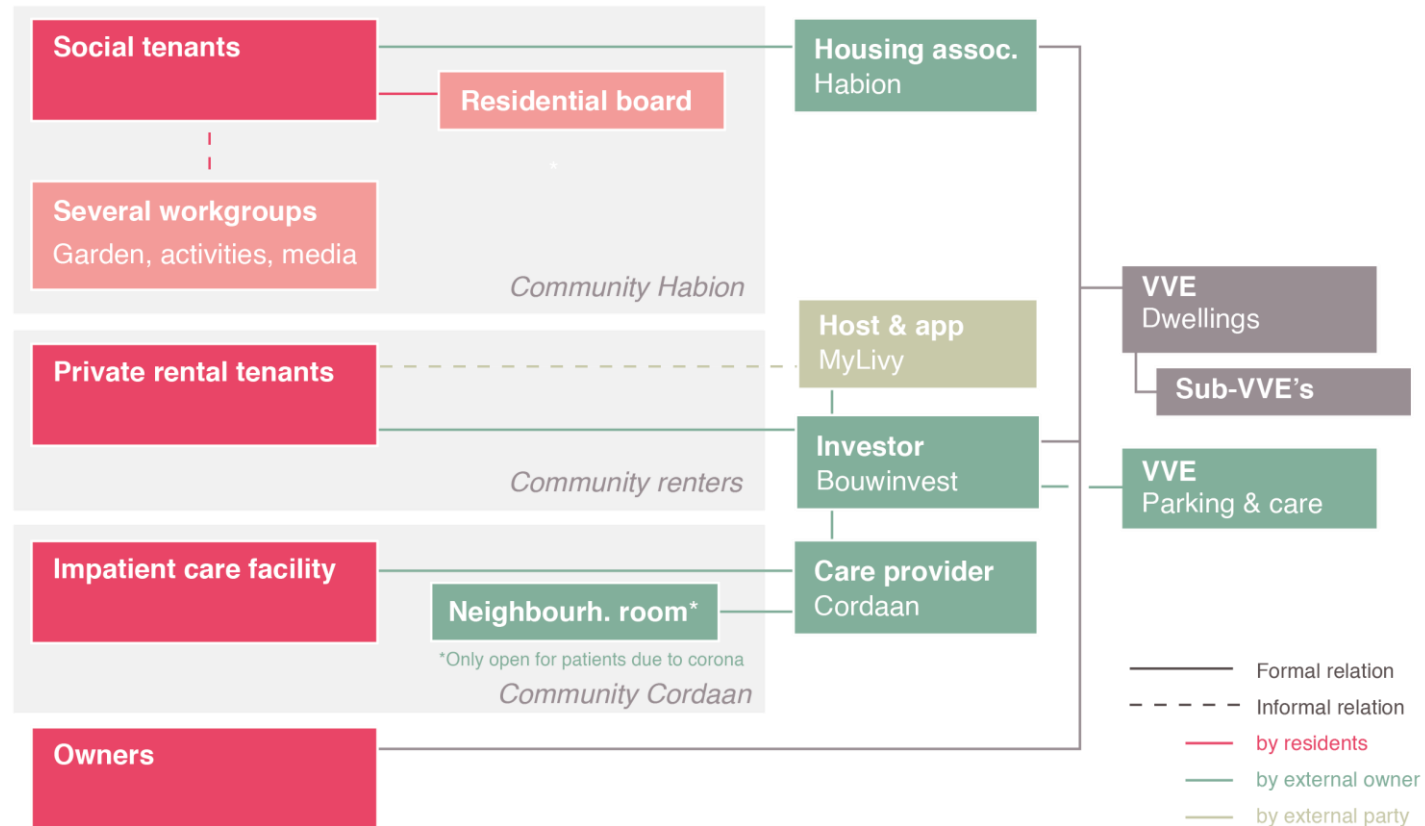 Social tenants
Housing assoc.
Habion
Residential board
*
Several workgroups
Garden, activities, media
Community Habion
VVE
Dwellings
Sub-VVE's
Host & app
MyLivy
Private rental tenants
Investor
Bouwinvest
Community renters
VVE
Parking & care
Impatient care facility
Care provider
Cordaan
Neighbourh. room*
*Only open for patients due to corona
Community Cordaan
Owners
Formal relation
Informal relation
by residents
by external owner
by external party